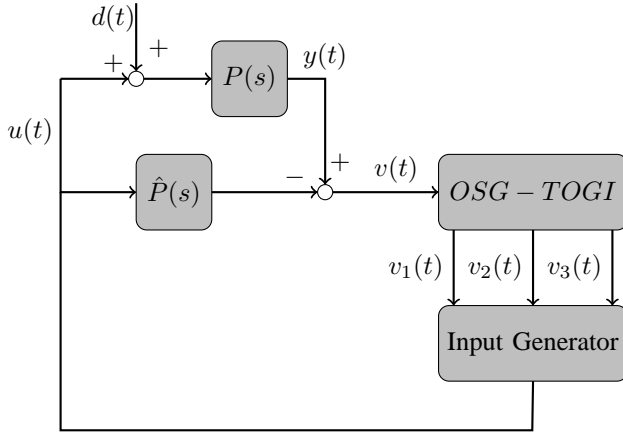 d(t)
+
+
P(s)
y(t)
u(t)
P̂(s)
−
+
v(t)
OSG − TOGI
v₁(t) v₂(t) v₃(t)
Input Generator